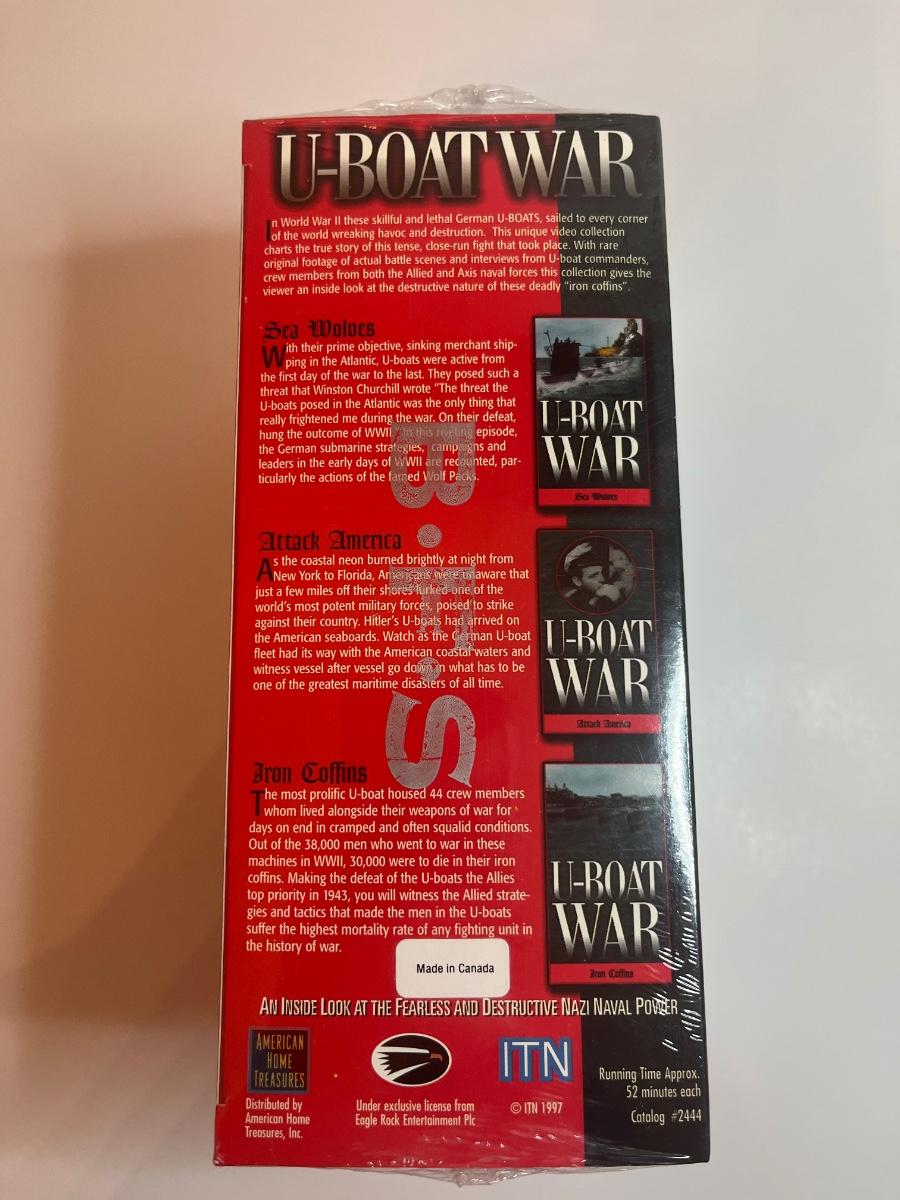 U-BOAT WAR
In World War II these skillful and lethal German U-BOATS, sailed to every corner
of the world wreaking havoc and destruction. This unique video collection
charts the true story of this tense, close-run fight that took place. With rare
original footage of actual battle scenes and interviews from U-boat commanders,
crew members from both the Allied and Axis naval forces this collection gives the
viewer an inside look at the destructive nature of these deadly "iron coffins".
Sea Wolves
With their prime objective, sinking merchant ship-
ping in the Atlantic, U-boats were active from
the first day of the war to the last. They posed such a
threat that Winston Churchill wrote "The threat the
U-boats posed in the Atlantic was the only thing that
really frightened me during the war. On their defeat,
hung the outcome of WWII. In this riveting episode,
the German submarine strategies, campaigns and
leaders in the early days of WWII are recounted, par-
ticularly the actions of the famed Wolf Packs.
U-BOAT
WAR
Sea Wolves
B.T.S
Attack America
As the coastal neon burned brightly at night from
New York to Florida, Americans were unaware that
just a few miles off their shores lurked one of the
world's most potent military forces, poised to strike
against their country. Hitler's U-boats had arrived on
the American seaboards. Watch as the German U-boat
fleet had its way with the American coastal waters and
witness vessel after vessel go down in what has to be
one of the greatest maritime disasters of all time.
U-BOAT
WAR
Attack America
Iron Coffins
The most prolific U-boat housed 44 crew members
whom lived alongside their weapons of war for
days on end in cramped and often squalid conditions.
Out of the 38,000 men who went to war in these
machines in WWII, 30,000 were to die in their iron
coffins. Making the defeat of the U-boats the Allies
top priority in 1943, you will witness the Allied strate-
gies and tactics that made the men in the U-boats
suffer the highest mortality rate of any fighting unit in
the history of war.
U-BOAT
WAR
Iron Coffins
Made in Canada
AN INSIDE LOOK AT THE FEARLESS AND DESTRUCTIVE NAZI NAVAL POWER
AMERICAN
HOME
TREASURES
Distributed by
American Home
Treasures, Inc.
Under exclusive license from
Eagle Rock Entertainment Plc
ITN
© ITN 1997
Running Time Approx.
52 minutes each
Catalog #2444